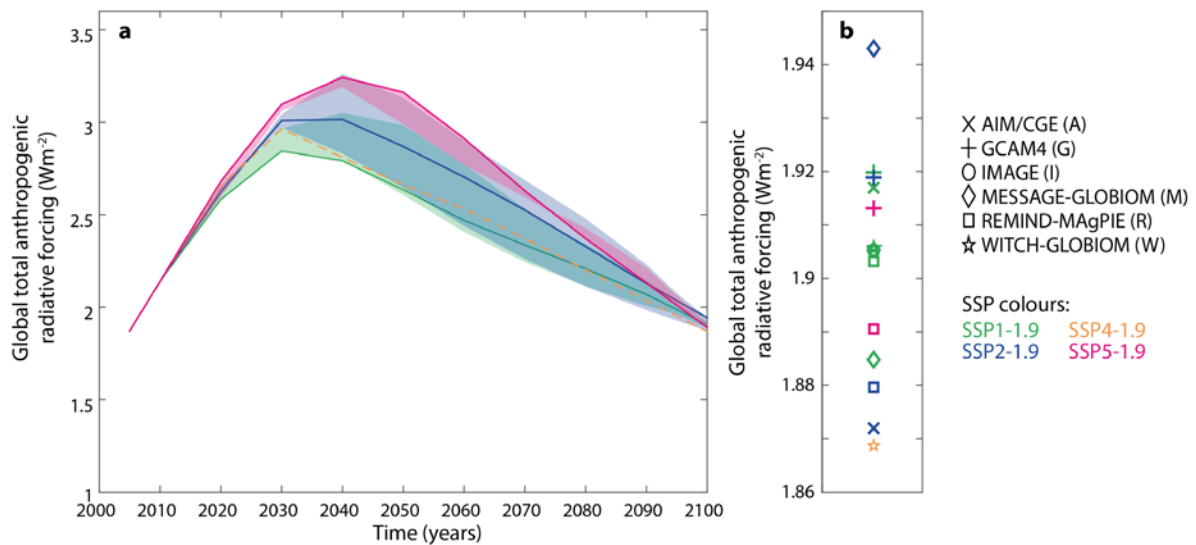 a
Global total anthropogenic
radiative forcing (Wm⁻²)
3.5
3
2.5
2
1.5
1
2000 2010 2020 2030 2040 2050 2060 2070 2080 2090 2100
Time (years)
b
Global total anthropogenic
radiative forcing (Wm⁻²)
1.94
1.92
1.9
1.88
1.86
AIM/CGE (A)
GCAM4 (G)
IMAGE (I)
MESSAGE-GLOBIOM (M)
REMIND-MAgPIE (R)
WITCH-GLOBIOM (W)
SSP colours:
SSP1-1.9 SSP4-1.9
SSP2-1.9 SSP5-1.9